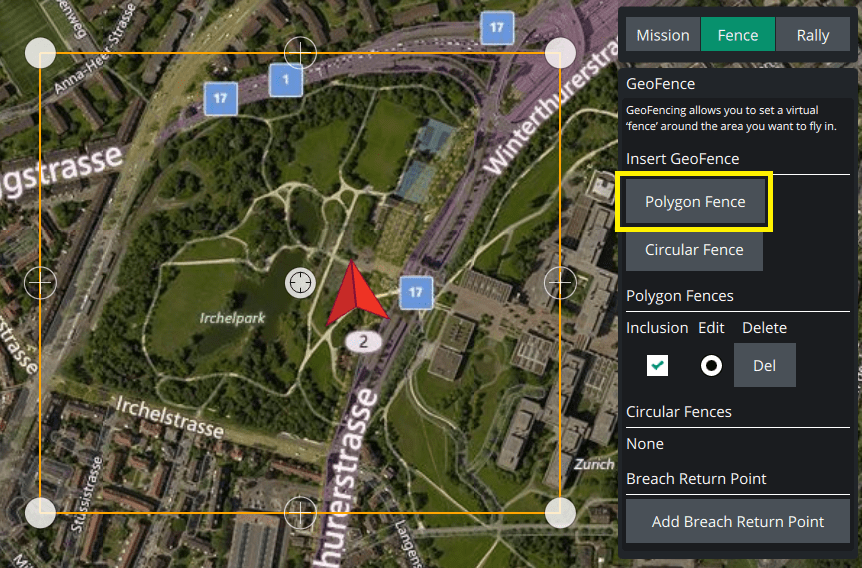 Anna-Heer-Strasse
17
1
17
Winterthurerstrasse
gstrasse
17
Irchelpark
2
strasse
Irchelstrasse
hurerstrasse
Stüssistrasse
Langens
Zurich
Mission
Fence
Rally
GeoFence
GeoFencing allows you to set a virtual
‘fence’ around the area you want to fly in.
Insert GeoFence
Polygon Fence
Circular Fence
Polygon Fences
Inclusion Edit Delete
Del
Circular Fences
None
Breach Return Point
Add Breach Return Point